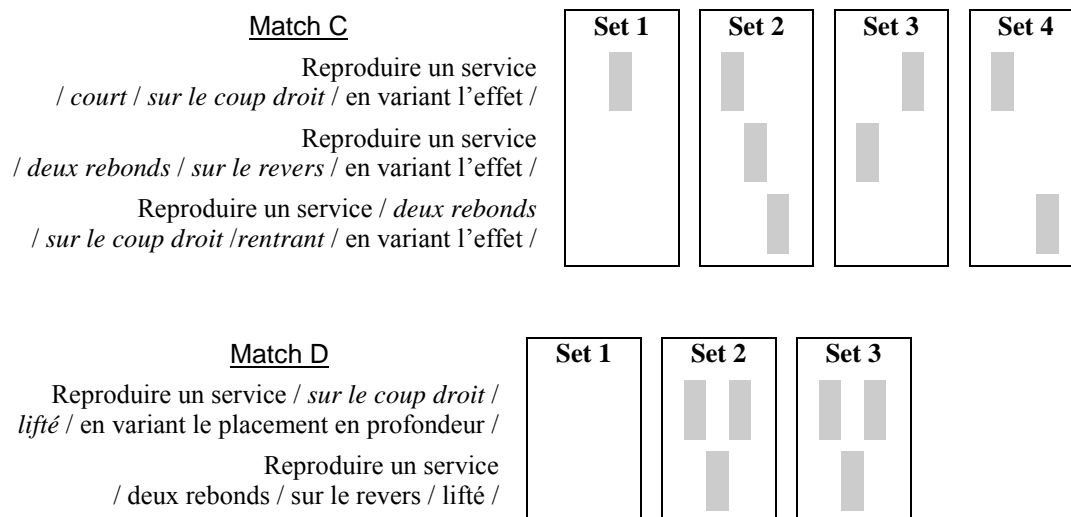 Match C
Set 1 Set 2 Set 3 Set 4
Reproduire un service
/ court / sur le coup droit / en variant l’effet /
Reproduire un service
/ deux rebonds / sur le revers / en variant l’effet /
Reproduire un service / deux rebonds
/ sur le coup droit /rentrant / en variant l’effet /
Match D
Set 1 Set 2 Set 3
Reproduire un service / sur le coup droit /
lifté / en variant le placement en profondeur /
Reproduire un service
/ deux rebonds / sur le revers / lifté /